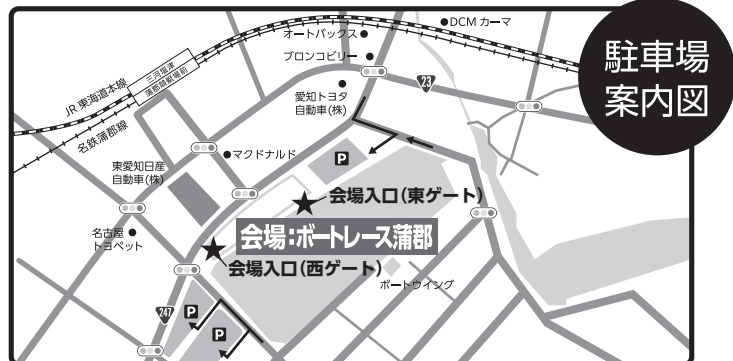 駐車場
案内図
DCM カーマ
オートバックス
ブロンコビリー
23
愛知トヨタ
自動車(株)
JR 東海道本線
三河塩津
蒲郡競艇場前
名鉄蒲郡線
マクドナルド
P
東愛知日産
自動車(株)
会場入口(東ゲート)
名古屋
トヨペット
会場:ボートレース蒲郡
会場入口(西ゲート)
ボートウイング
247
P
P